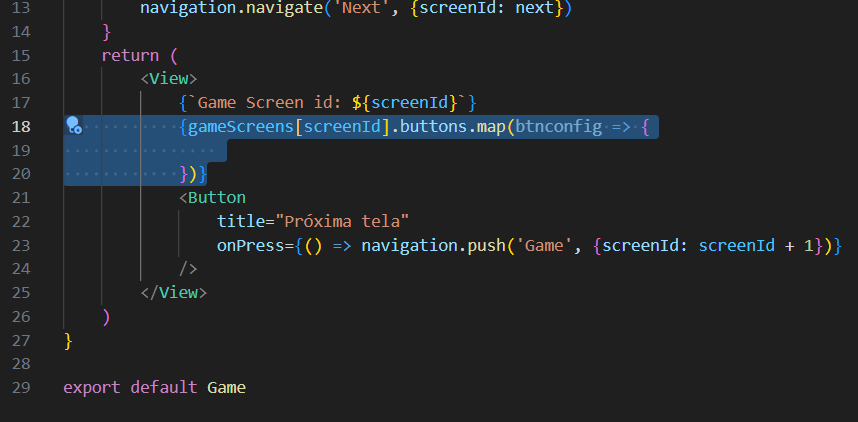 13 navigation.navigate('Next', {screenId: next})
14 }
15 return (
16 <View>
17 {`Game Screen id: ${screenId}`}
18 {gameScreens[screenId].buttons.map(btnconfig => {
19
20 })}
21 <Button
22 title="Próxima tela"
23 onPress={() => navigation.push('Game', {screenId: screenId + 1})}
24 />
25 </View>
26 )
27 }
28
29 export default Game